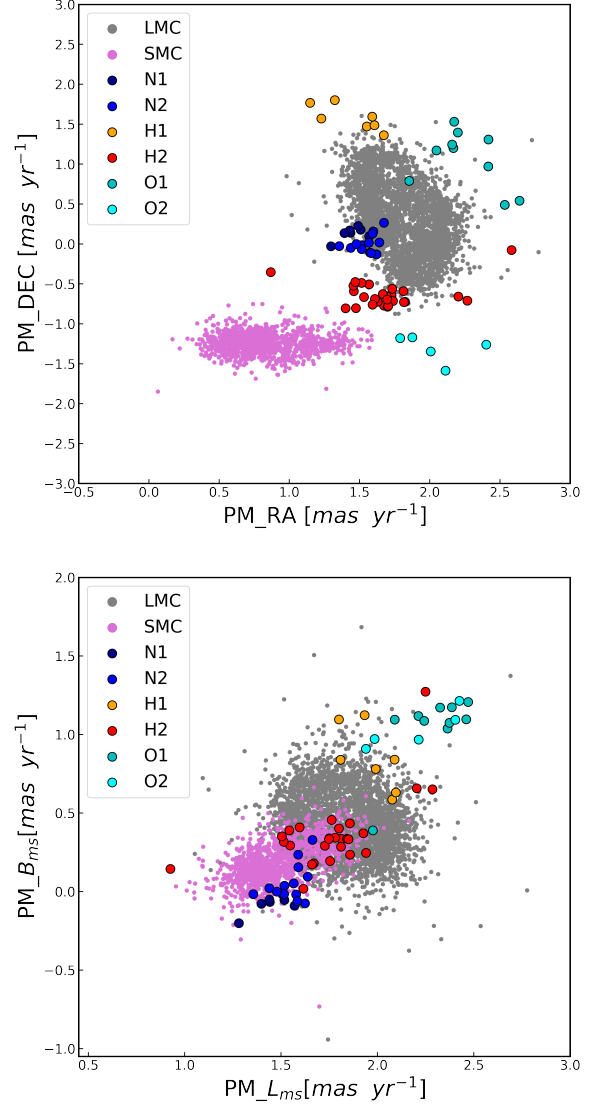 3.0
2.5
2.0
1.5
1.0
0.5
0.0
−0.5
−1.0
−1.5
−2.0
−2.5
−3.0
PM_DEC [mas yr⁻¹]
LMC
SMC
N1
N2
H1
H2
O1
O2
−0.5 0.0 0.5 1.0 1.5 2.0 2.5 3.0
PM_RA [mas yr⁻¹]
2.0
1.5
1.0
0.5
0.0
−0.5
−1.0
PM_B_ms[mas yr⁻¹]
LMC
SMC
N1
N2
H1
H2
O1
O2
0.5 1.0 1.5 2.0 2.5 3.0
PM_L_ms[mas yr⁻¹]